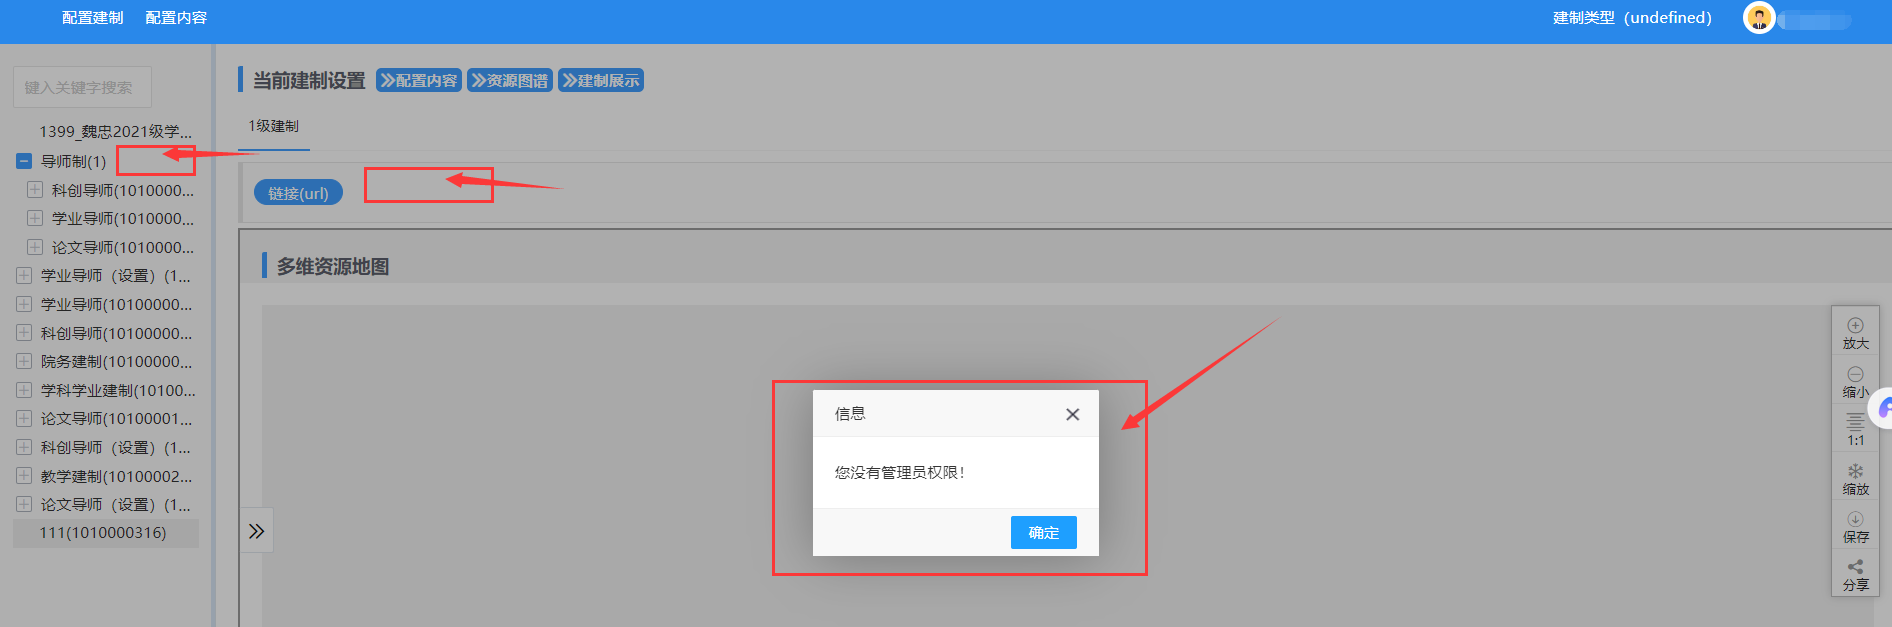 配置建制 配置内容 建制类型（undefined）
键入关键字搜索
1399_魏忠2021级学...
导师制(1)
科创导师(1010000...
学业导师(1010000...
论文导师(1010000...
学业导师（设置）(1...
学业导师(10100000...
科创导师(10100000...
院务建制(10100000...
学科学业建制(10100...
论文导师(10100001...
科创导师（设置）(1...
教学建制(10100002...
论文导师（设置）(1...
111(1010000316)
当前建制设置 配置内容 资源图谱 建制展示
1级建制
链接(url)
多维资源地图
信息
您没有管理员权限！
确定
放大
缩小
1:1
缩放
保存
分享